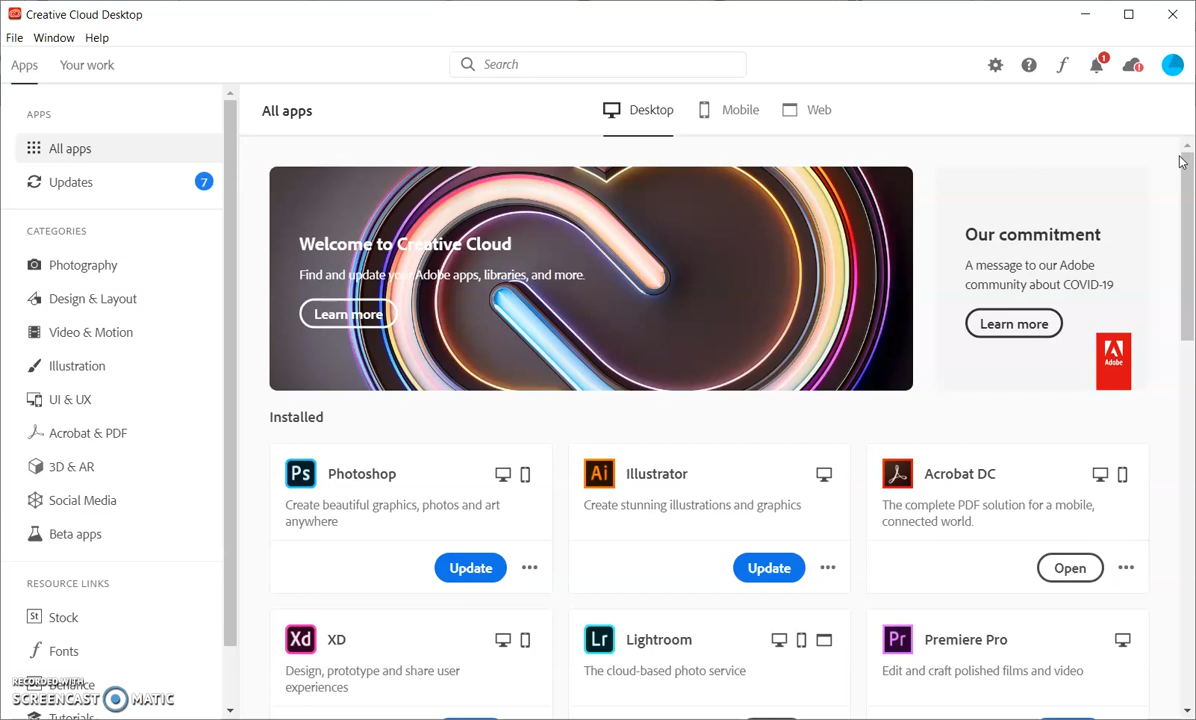 Creative Cloud Desktop
File Window Help
Apps Your work
Search
1
APPS
All apps
Updates
7
CATEGORIES
Photography
Design & Layout
Video & Motion
Illustration
UI & UX
Acrobat & PDF
3D & AR
Social Media
Beta apps
RESOURCE LINKS
St Stock
Fonts
Behance
Tutorials
RECORDED WITH
SCREENCAST MATIC
All apps
Desktop Mobile Web
Welcome to Creative Cloud
Find and update your Adobe apps, libraries, and more.
Learn more
Our commitment
A message to our Adobe
community about COVID-19
Learn more
Adobe
Installed
Ps Photoshop
Create beautiful graphics, photos and art
anywhere
Update
Ai Illustrator
Create stunning illustrations and graphics
Update
Acrobat DC
The complete PDF solution for a mobile,
connected world.
Open
Xd XD
Design, prototype and share user
experiences
Lr Lightroom
The cloud-based photo service
Pr Premiere Pro
Edit and craft polished films and video